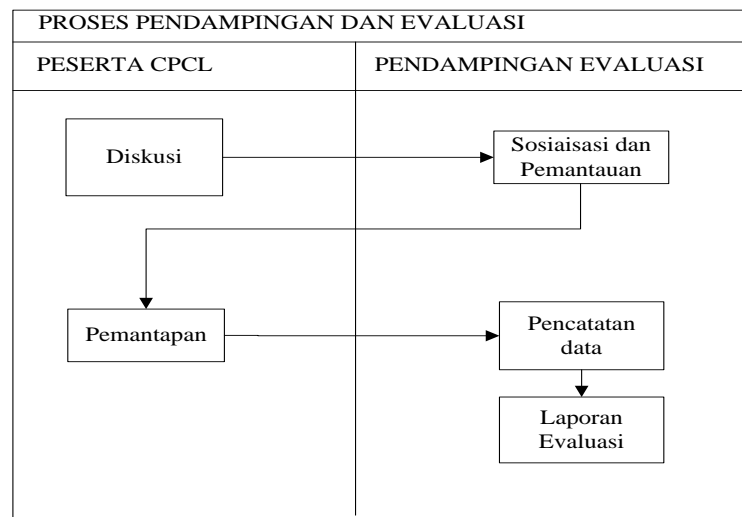 PROSES PENDAMPINGAN DAN EVALUASI
PESERTA CPCL
PENDAMPINGAN EVALUASI
Diskusi
Sosiaisasi dan
Pemantauan
Pemantapan
Pencatatan
data
Laporan
Evaluasi